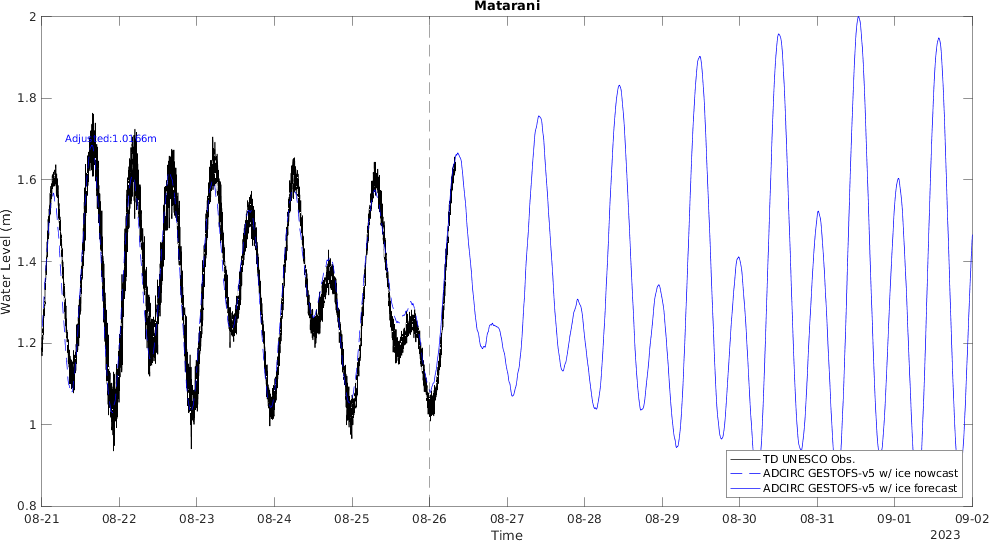 Matarani
2
1.8
1.6
1.4
1.2
1
0.8
Water Level (m)
Adjusted:1.0166m
TD UNESCO Obs.
ADCIRC GESTOFS-v5 w/ ice nowcast
ADCIRC GESTOFS-v5 w/ ice forecast
08-21 08-22 08-23 08-24 08-25 08-26 08-27 08-28 08-29 08-30 08-31 09-01 09-02
Time
2023